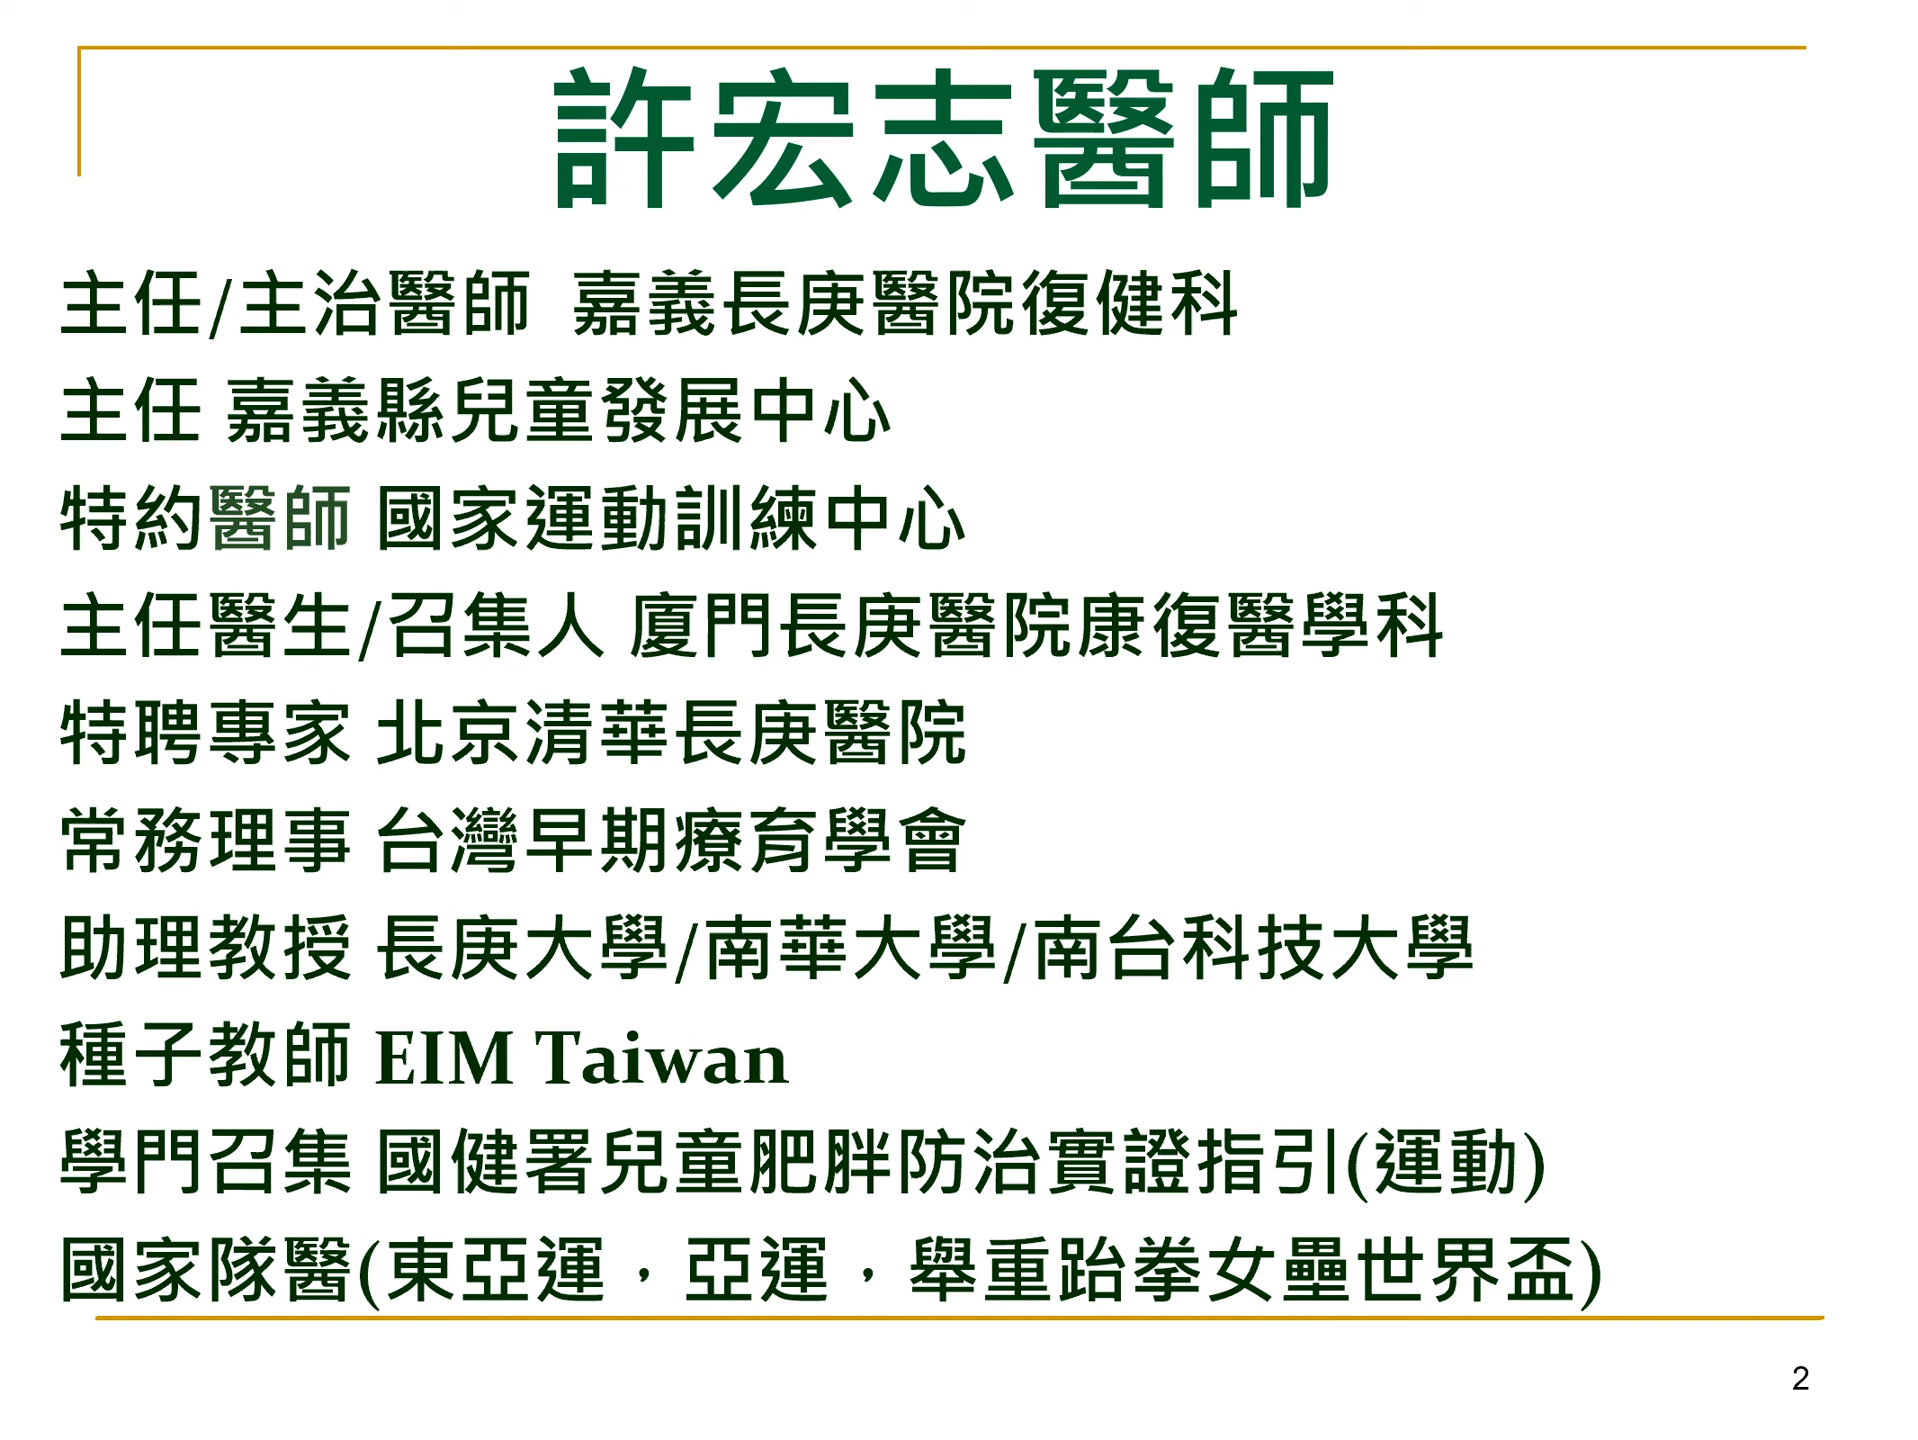 許宏志醫師
主任/主治醫師 嘉義長庚醫院復健科
主任 嘉義縣兒童發展中心
特約醫師 國家運動訓練中心
主任醫生/召集人 廈門長庚醫院康復醫學科
特聘專家 北京清華長庚醫院
常務理事 台灣早期療育學會
助理教授 長庚大學/南華大學/南台科技大學
種子教師 EIM Taiwan
學門召集 國健署兒童肥胖防治實證指引(運動)
國家隊醫(東亞運，亞運，舉重跆拳女壘世界盃)
2